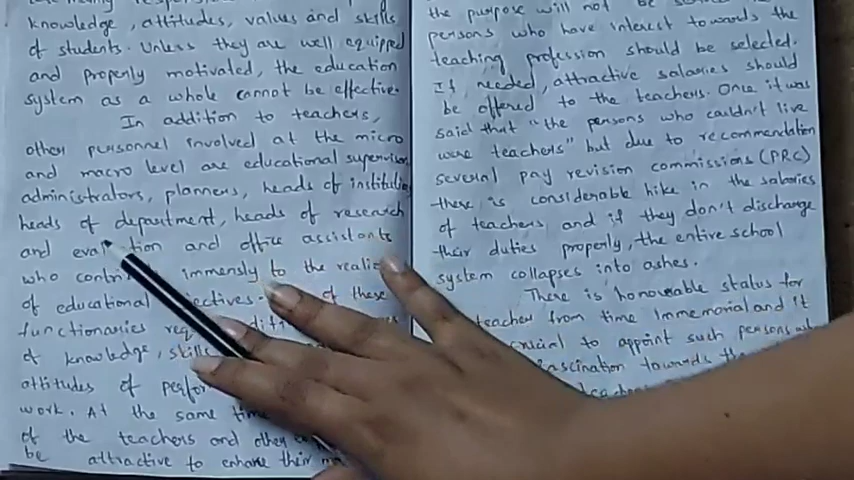 knowledge, attitudes, values and skills
of students. Unless they are well equipped
and properly motivated, the education
system as a whole cannot be effective.
In addition to teachers,
other personnel involved at the micro
and macro level are educational supervisors
administrators, planners, heads of institution
heads of department, heads of research
and evaluation and office assistants
who immensly to the
of educational of these
functionaries
of knowledge, skills
attitudes of
work. At the same time
of the teachers and other
be attractive to enhance their
the purpose will not be
persons who have interest towards the
teaching profession should be selected.
If needed, attractive salaries should
be offered to the teachers. Once it was
said that "the persons who couldn't live
were teachers" but due to recommendation
several pay revision commissions (PRC)
there is considerable hike in the salaries
of teachers and if they don't discharge
their duties properly, the entire school
system collapses into ashes.
There is honourable status for
teacher from time immemorial and it
crucial to appoint such persons
fascination towards the